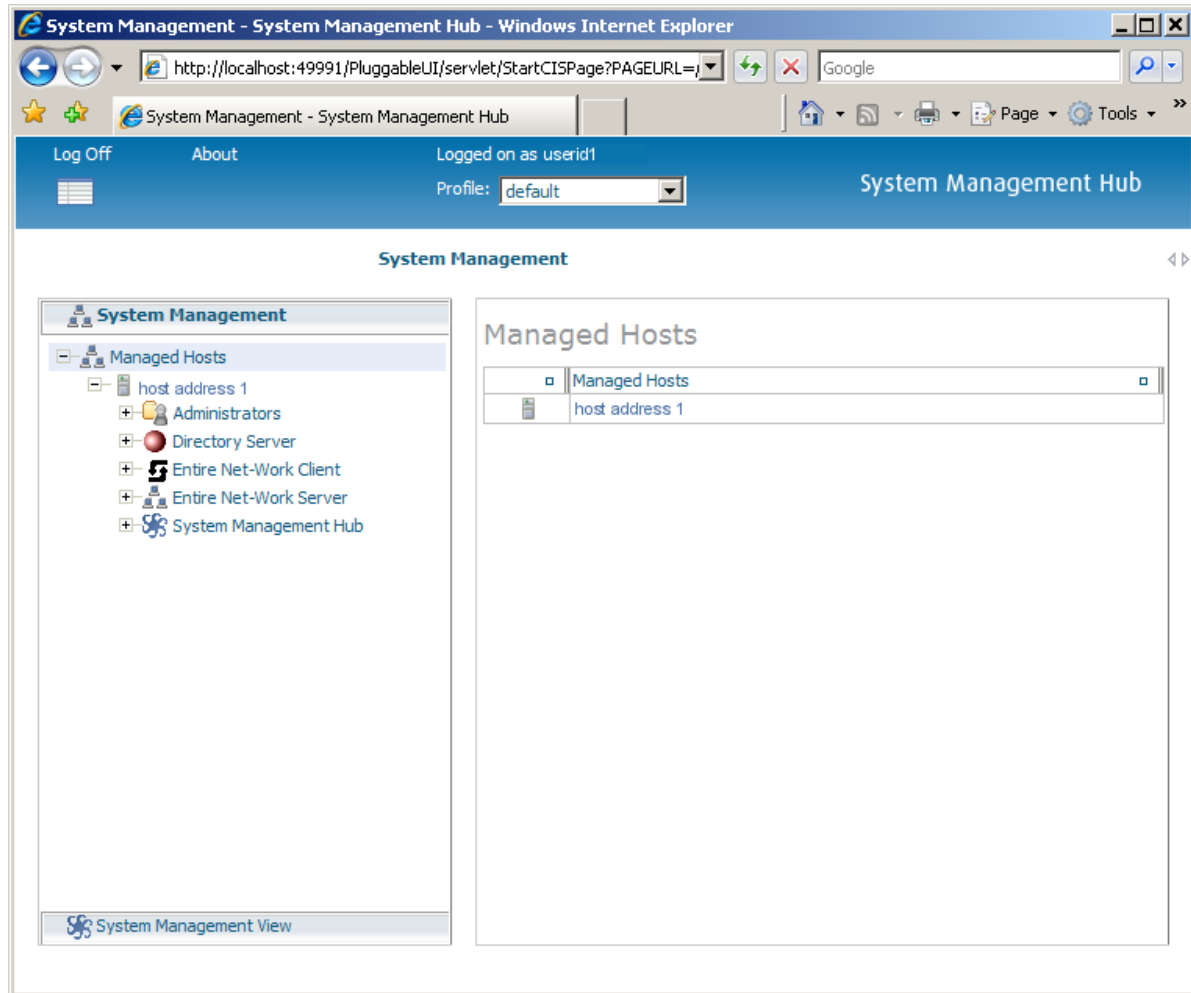 System Management - System Management Hub - Windows Internet Explorer
http://localhost:49991/PluggableUI/servlet/StartCISPage?PAGEURL=/
Google
System Management - System Management Hub
Page
Tools
»
Log Off
About
Logged on as userid1
Profile: default
System Management Hub
System Management
System Management
Managed Hosts
host address 1
Administrators
Directory Server
Entire Net-Work Client
Entire Net-Work Server
System Management Hub
System Management View
Managed Hosts
Managed Hosts
host address 1